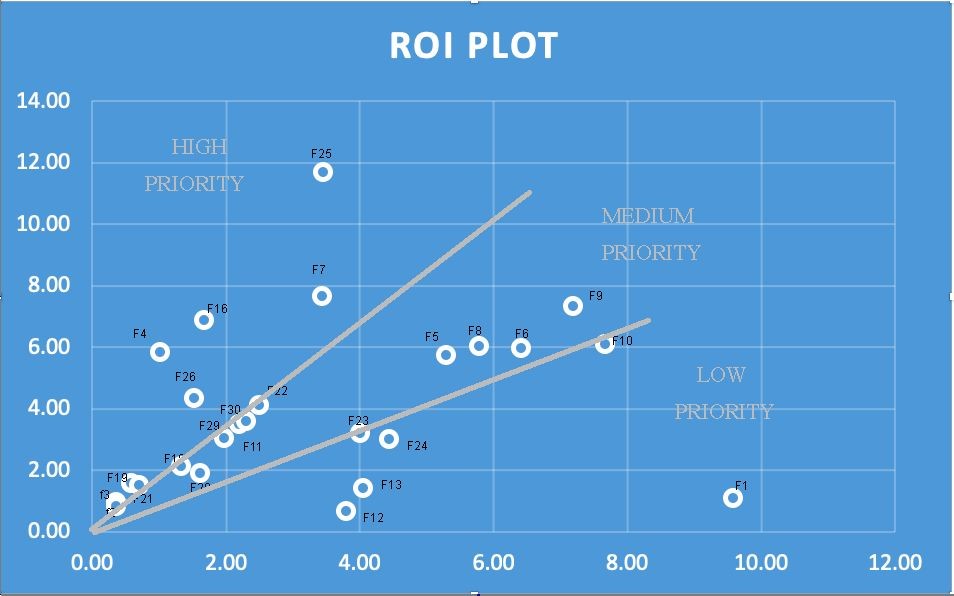 ROI PLOT
14.00
12.00
10.00
8.00
6.00
4.00
2.00
0.00
HIGH
PRIORITY
F25
MEDIUM
PRIORITY
F7
F9
F16
F4
F5
F8
F6
F10
F26
LOW
PRIORITY
F30
F29
F23
F11
F24
F19
F21
f3
F13
F1
F12
0.00 2.00 4.00 6.00 8.00 10.00 12.00